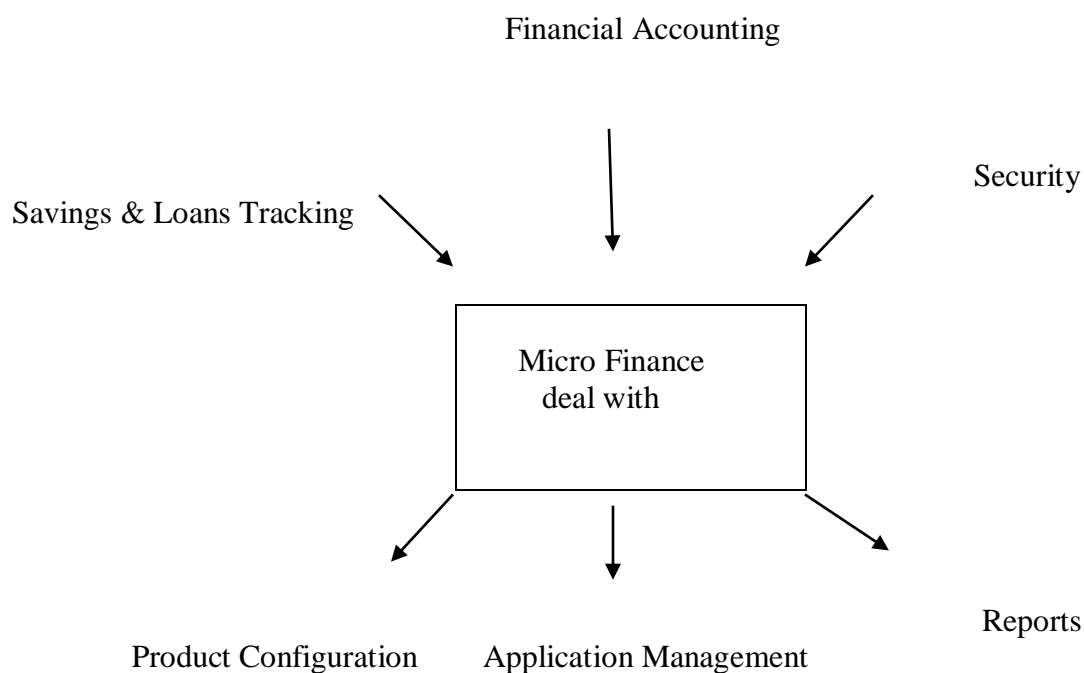 Financial Accounting
Security
Savings & Loans Tracking
Micro Finance
deal with
Reports
Product Configuration
Application Management